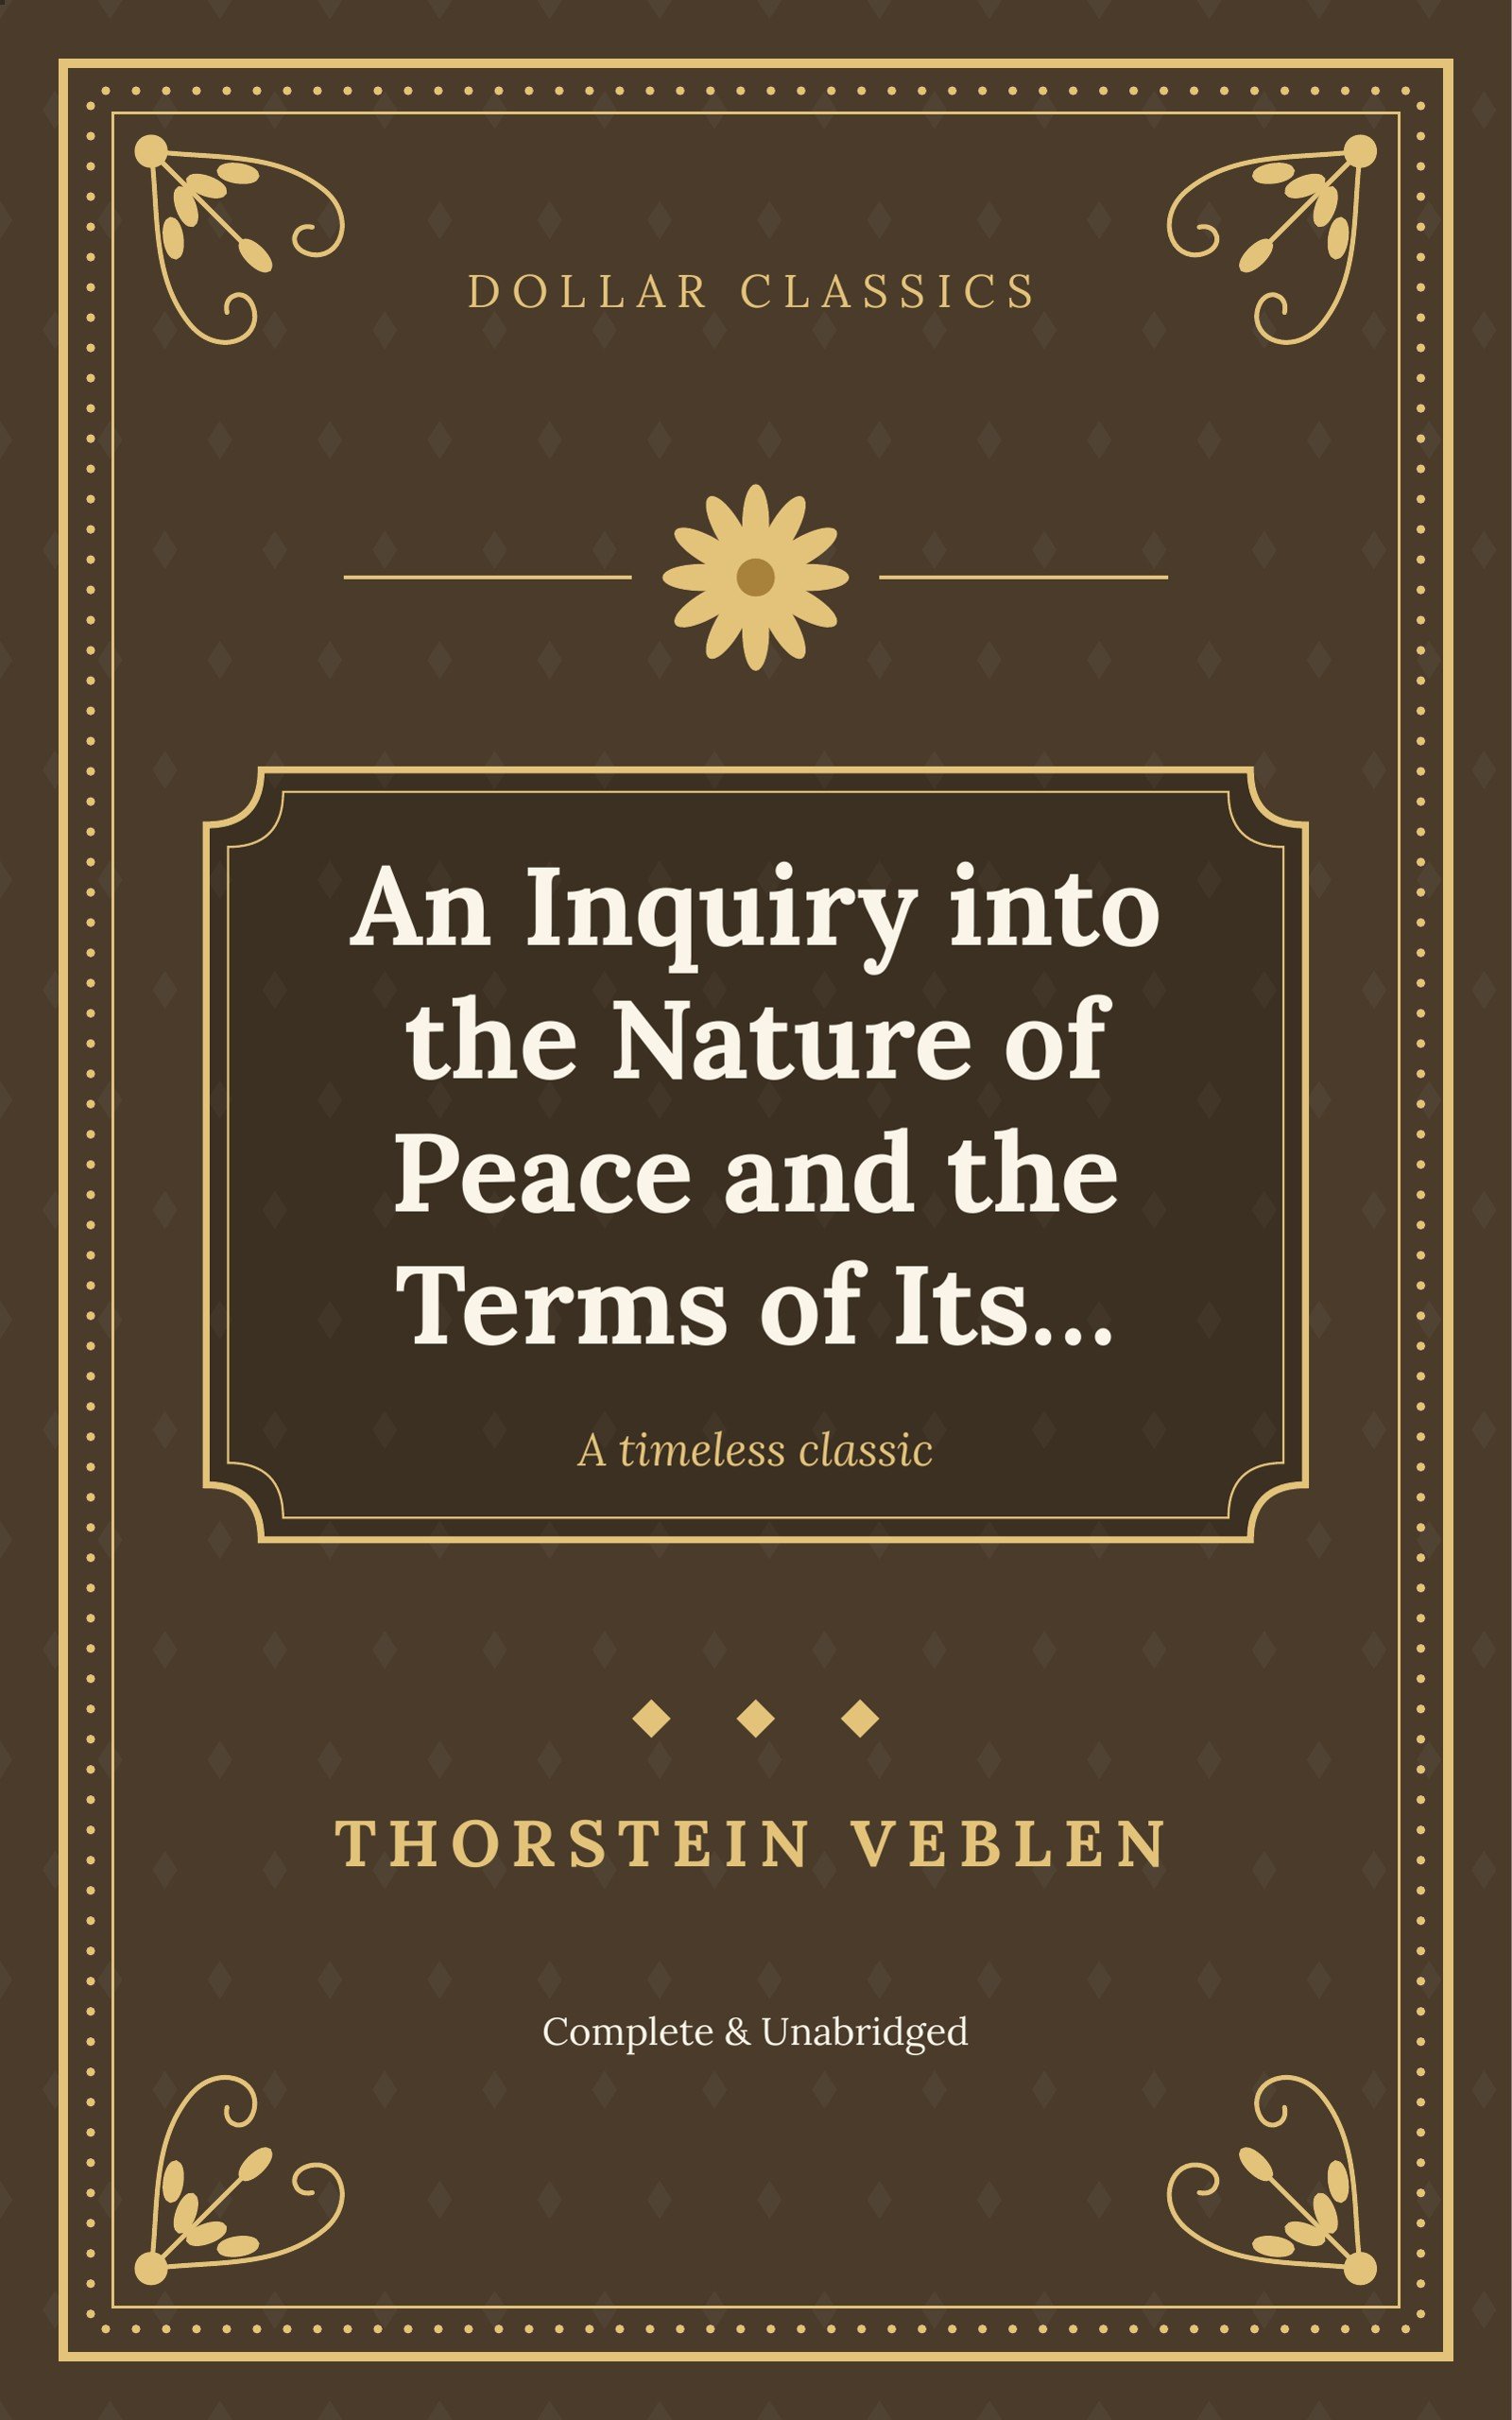 DOLLAR CLASSICS
An Inquiry into
the Nature of
Peace and the
Terms of Its...
A timeless classic
THORSTEIN VEBLEN
Complete & Unabridged